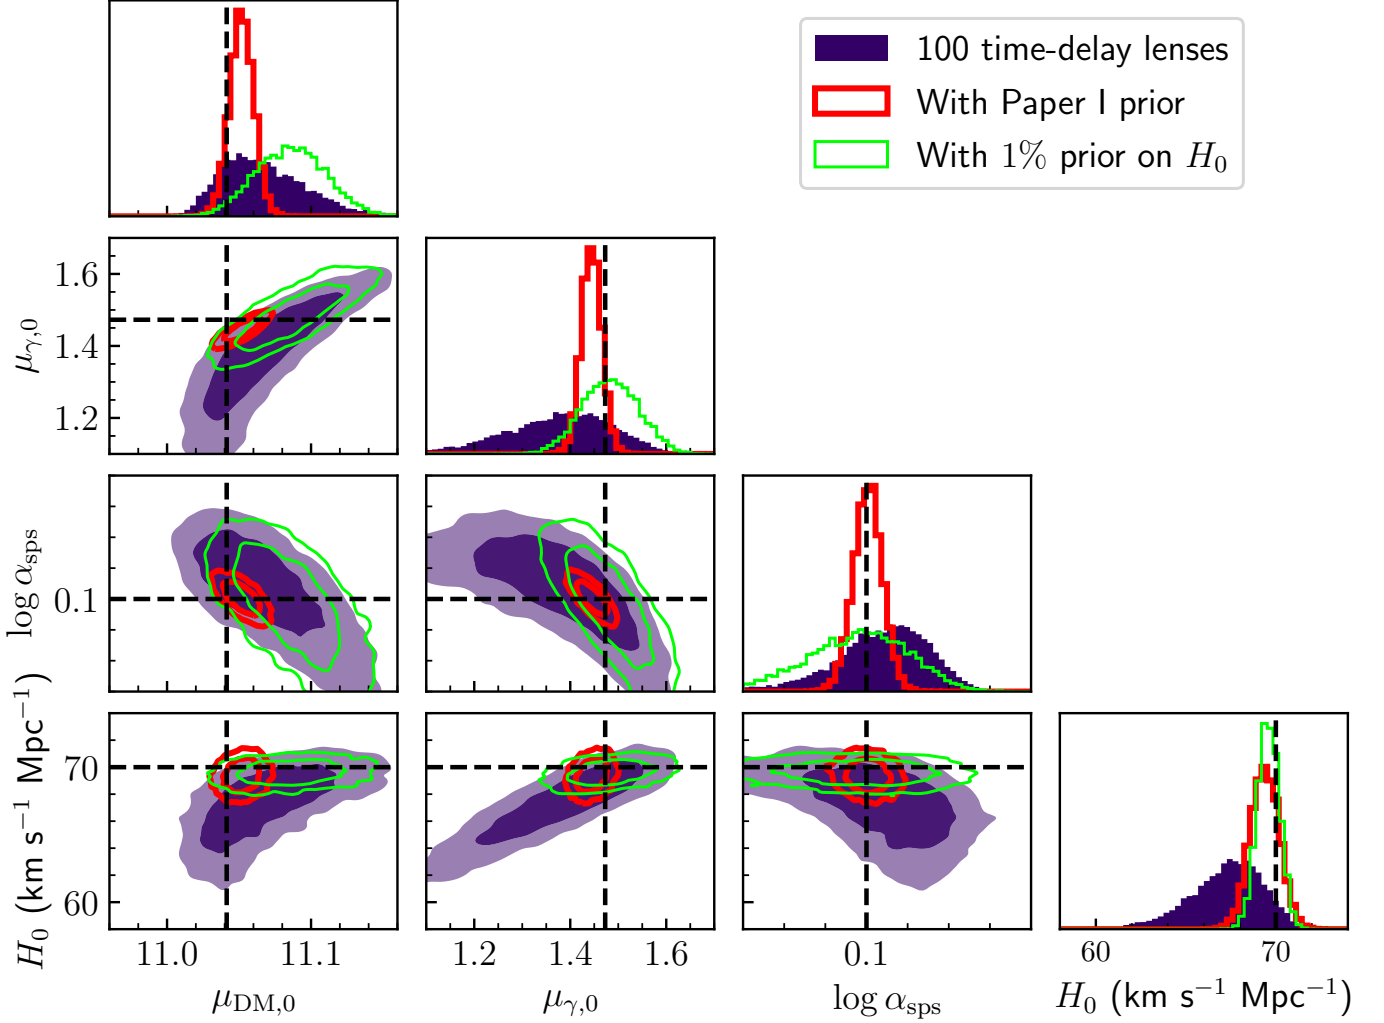 100 time-delay lenses
With Paper I prior
With 1% prior on H₀
μγ,0
1.6
1.4
1.2
log αsps
0.1
H₀ (km s⁻¹ Mpc⁻¹)
70
60
11.0 11.1
1.2 1.4 1.6
0.1
60 70
μDM,0
μγ,0
log αsps
H₀ (km s⁻¹ Mpc⁻¹)